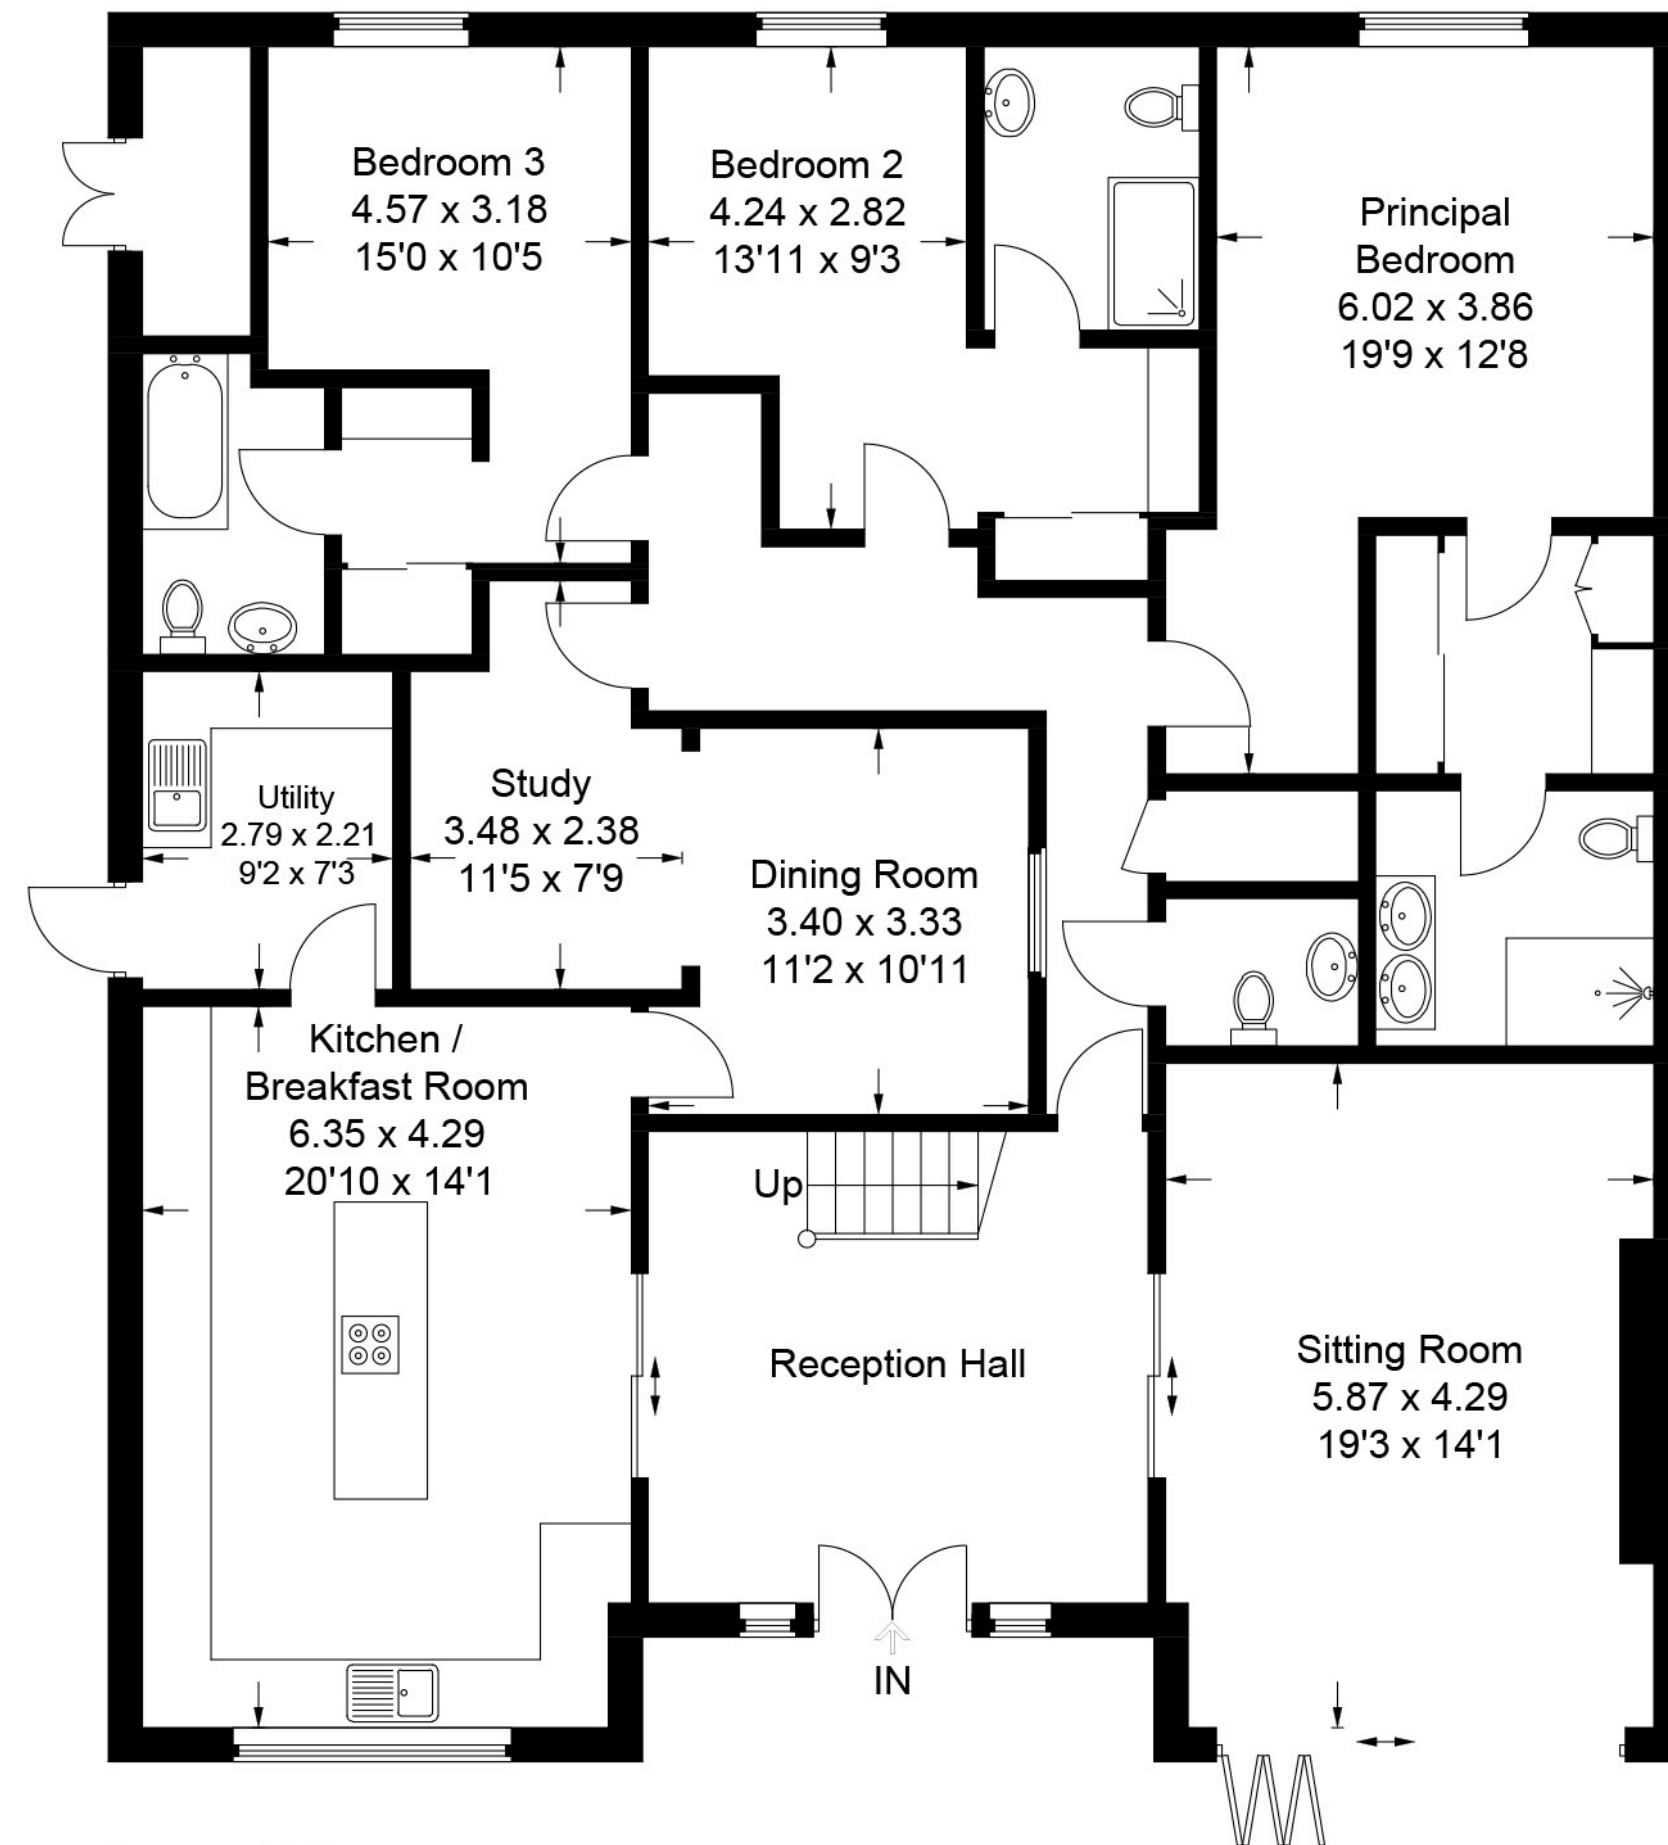 Bedroom 3
4.57 x 3.18
15'0 x 10'5
Bedroom 2
4.24 x 2.82
13'11 x 9'3
Principal
Bedroom
6.02 x 3.86
19'9 x 12'8
Utility
2.79 x 2.21
9'2 x 7'3
Study
3.48 x 2.38
11'5 x 7'9
Dining Room
3.40 x 3.33
11'2 x 10'11
Kitchen /
Breakfast Room
6.35 x 4.29
20'10 x 14'1
Up
Reception Hall
Sitting Room
5.87 x 4.29
19'3 x 14'1
IN